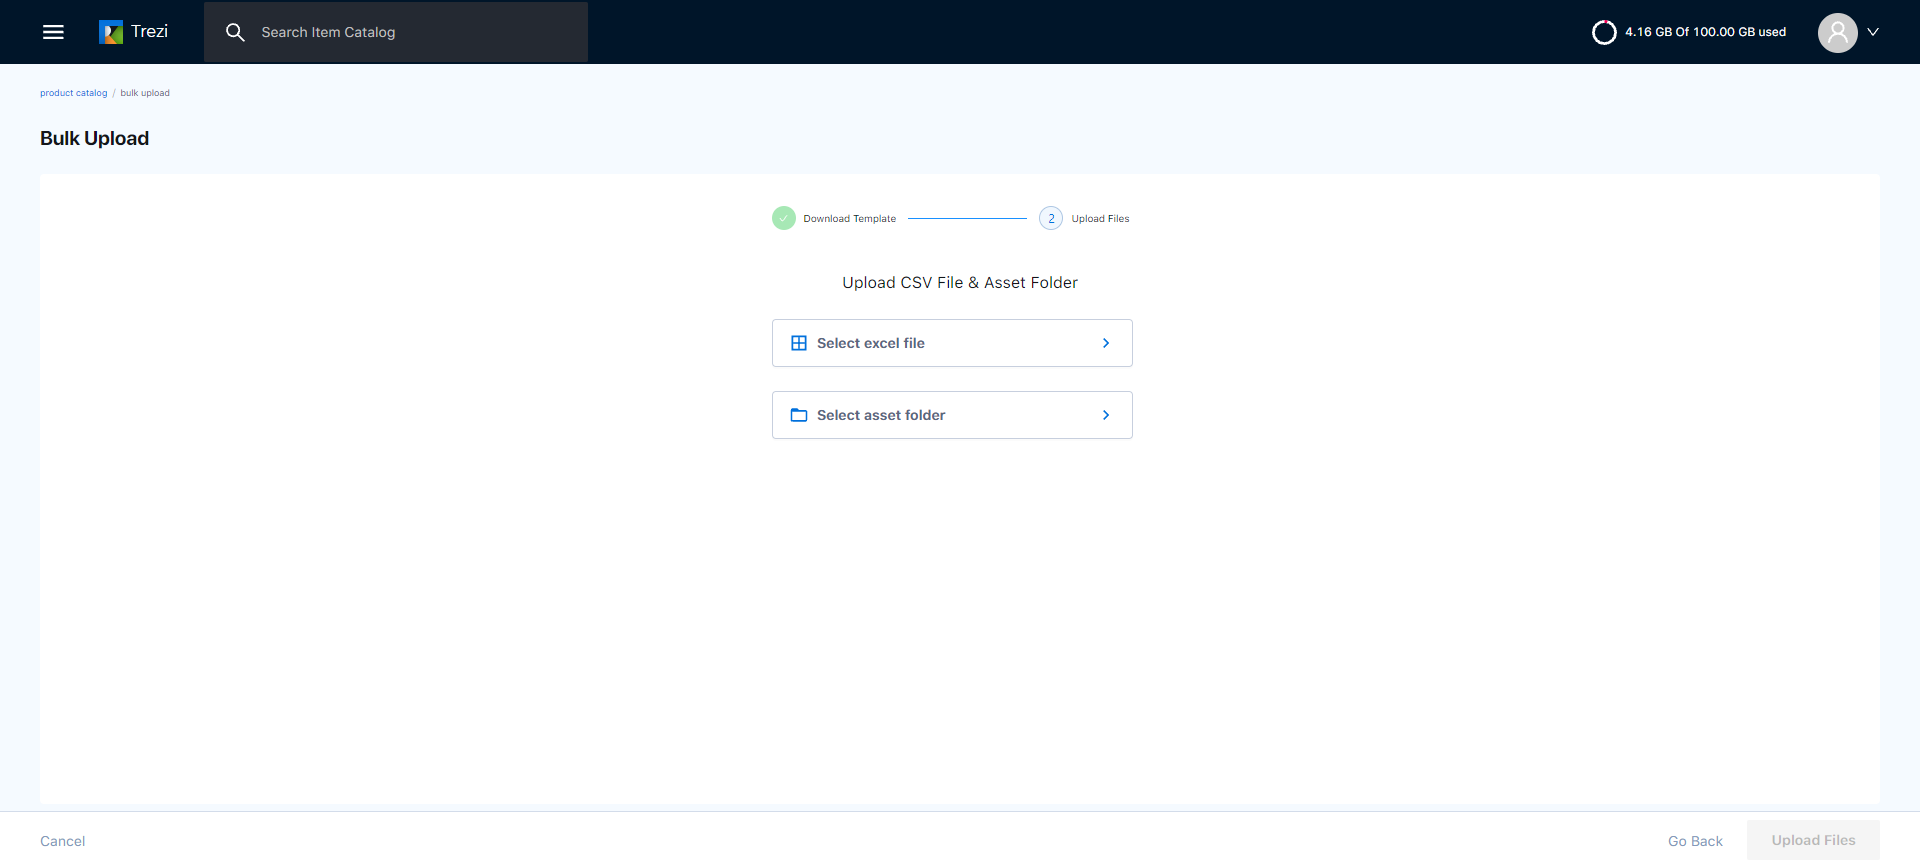 Trezi
Search Item Catalog
4.16 GB Of 100.00 GB used
product catalog / bulk upload
Bulk Upload
Download Template
2 Upload Files
Upload CSV File & Asset Folder
Select excel file
Select asset folder
Cancel
Go Back
Upload Files